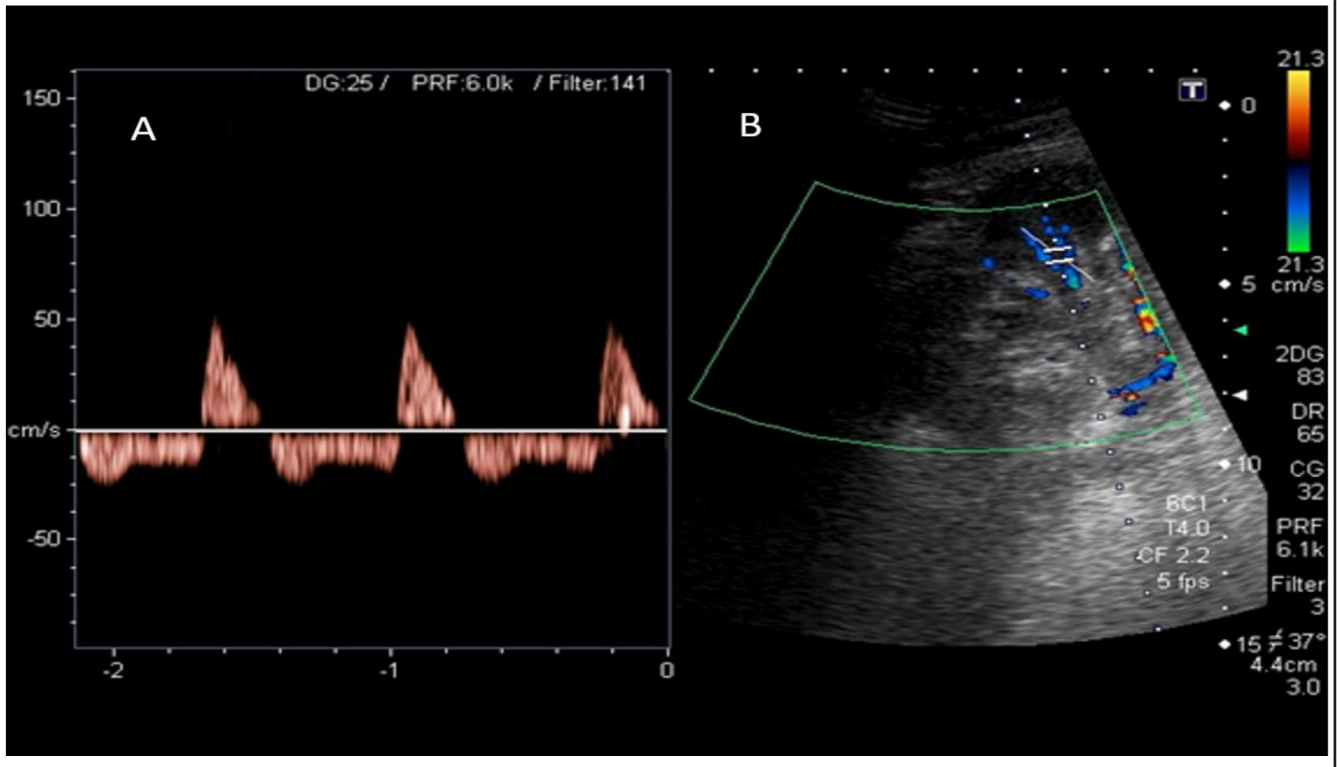 DG:25 / PRF:6.0k / Filter:141
A
150
100
50
cm/s
-50
-2
-1
0
B
T
0
5
10
15 ≠ 37°
4.4cm
3.0
21.3
21.3
cm/s
2DG
83
DR
65
CG
32
PRF
6.1k
Filter
3
6C1
T4.0
CF 2.2
5 fps